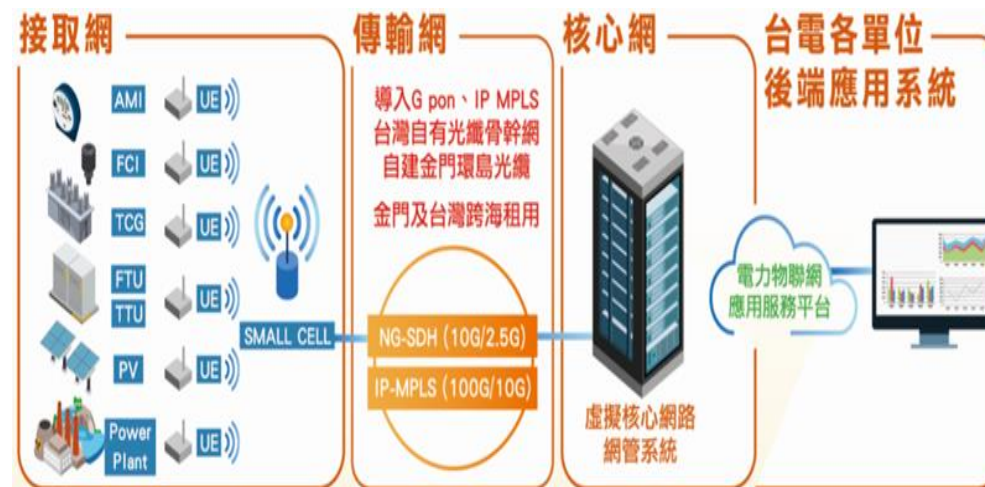 接取網
AMI
UE
FCI
UE
TCG
UE
FTU
TTU
UE
PV
UE
Power
Plant
UE
SMALL CELL
傳輸網
導入G pon、IP MPLS
台灣自有光纖骨幹網
自建金門環島光纜
金門及台灣跨海租用
NG-SDH (10G/2.5G)
IP-MPLS (100G/10G)
核心網
虛擬核心網路
網管系統
台電各單位
後端應用系統
電力物聯網
應用服務平台